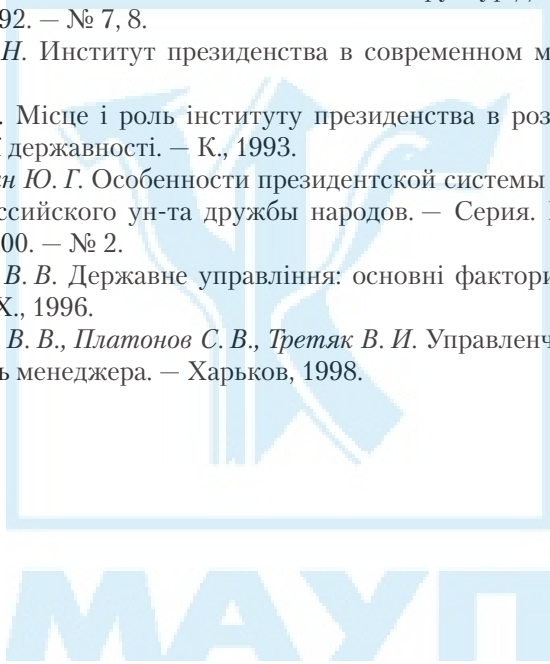 92. — № 7, 8.
Н. Институт президенства в современном м
. Місце і роль інституту президенства в роз
ї державності. — К., 1993.
н Ю. Г. Особенности президентской системы
ссийского ун-та дружбы народов. — Серия.
00. — № 2.
В. В. Державне управління: основні фактори
Х., 1996.
В. В., Платонов С. В., Третяк В. И. Управленч
ь менеджера. — Харьков, 1998.
МАУП